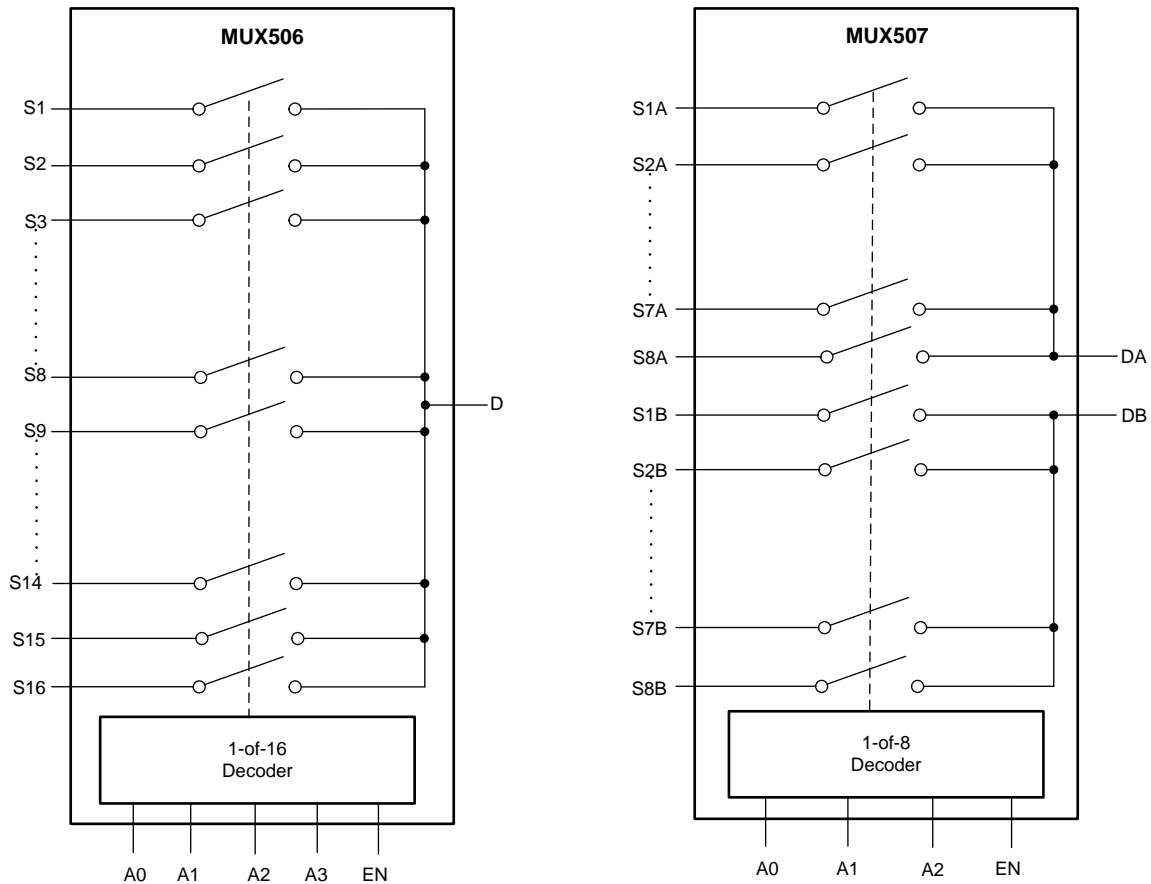 MUX506
S1
S2
S3
S8
S9
S14
S15
S16
D
1-of-16
Decoder
A0 A1 A2 A3 EN
MUX507
S1A
S2A
S7A
S8A
S1B
S2B
S7B
S8B
DA
DB
1-of-8
Decoder
A0 A1 A2 EN